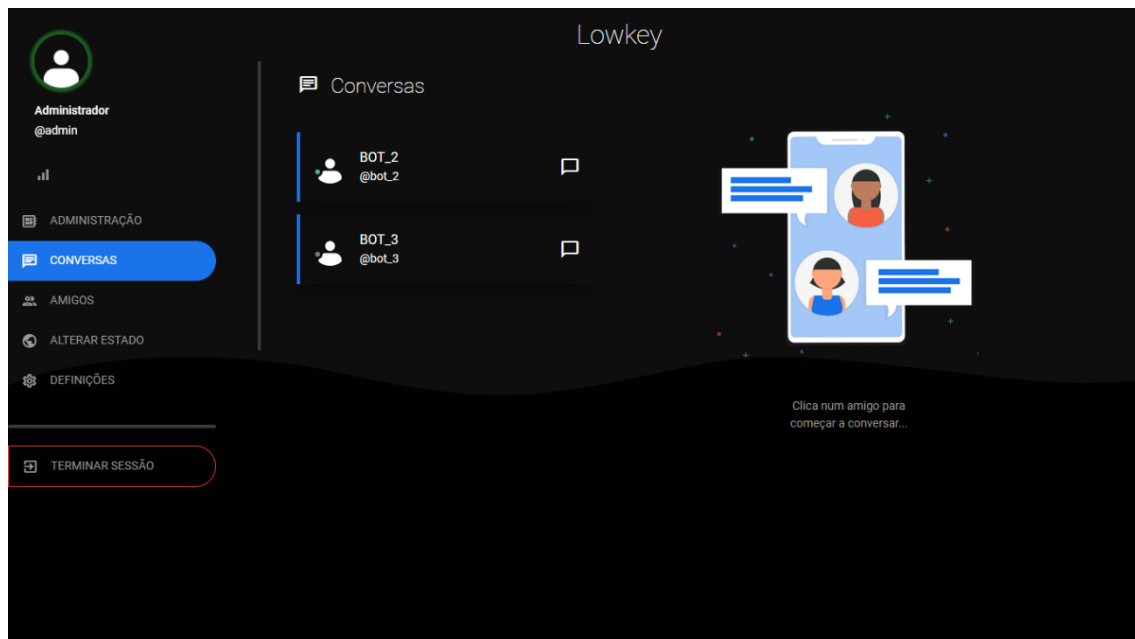 Lowkey
Administrador
@admin
ADMINISTRAÇÃO
CONVERSAS
AMIGOS
ALTERAR ESTADO
DEFINIÇÕES
TERMINAR SESSÃO
Conversas
BOT_2
@bot_2
BOT_3
@bot_3
Clica num amigo para
começar a conversar...